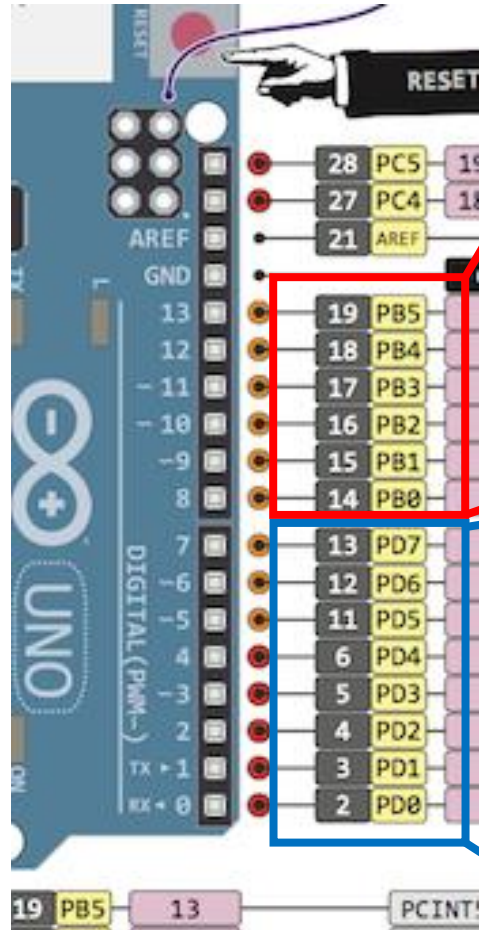 RESET
RESET
28 PC5 19
27 PC4 18
AREF 21 AREF
GND
13 19 PB5
12 18 PB4
~11 17 PB3
~10 16 PB2
~9 15 PB1
8 14 PB0
7 13 PD7
~6 12 PD6
~5 11 PD5
4 6 PD4
~3 5 PD3
2 4 PD2
TX ▸ 1 3 PD1
RX ◂ 0 2 PD0
DIGITAL (PWM~)
L
TX
UNO
ON
19 PB5 13 PCINT5